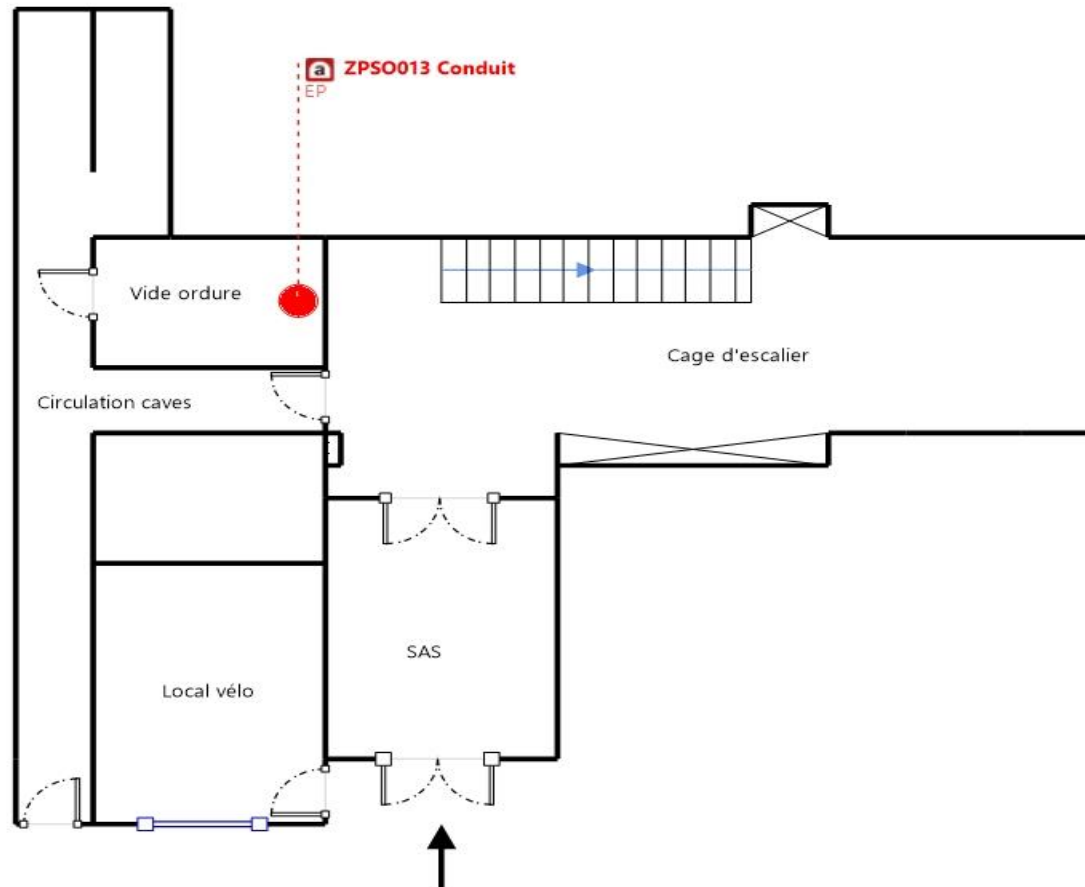 a ZPSO013 Conduit
EP
Vide ordure
Cage d'escalier
Circulation caves
SAS
Local vélo